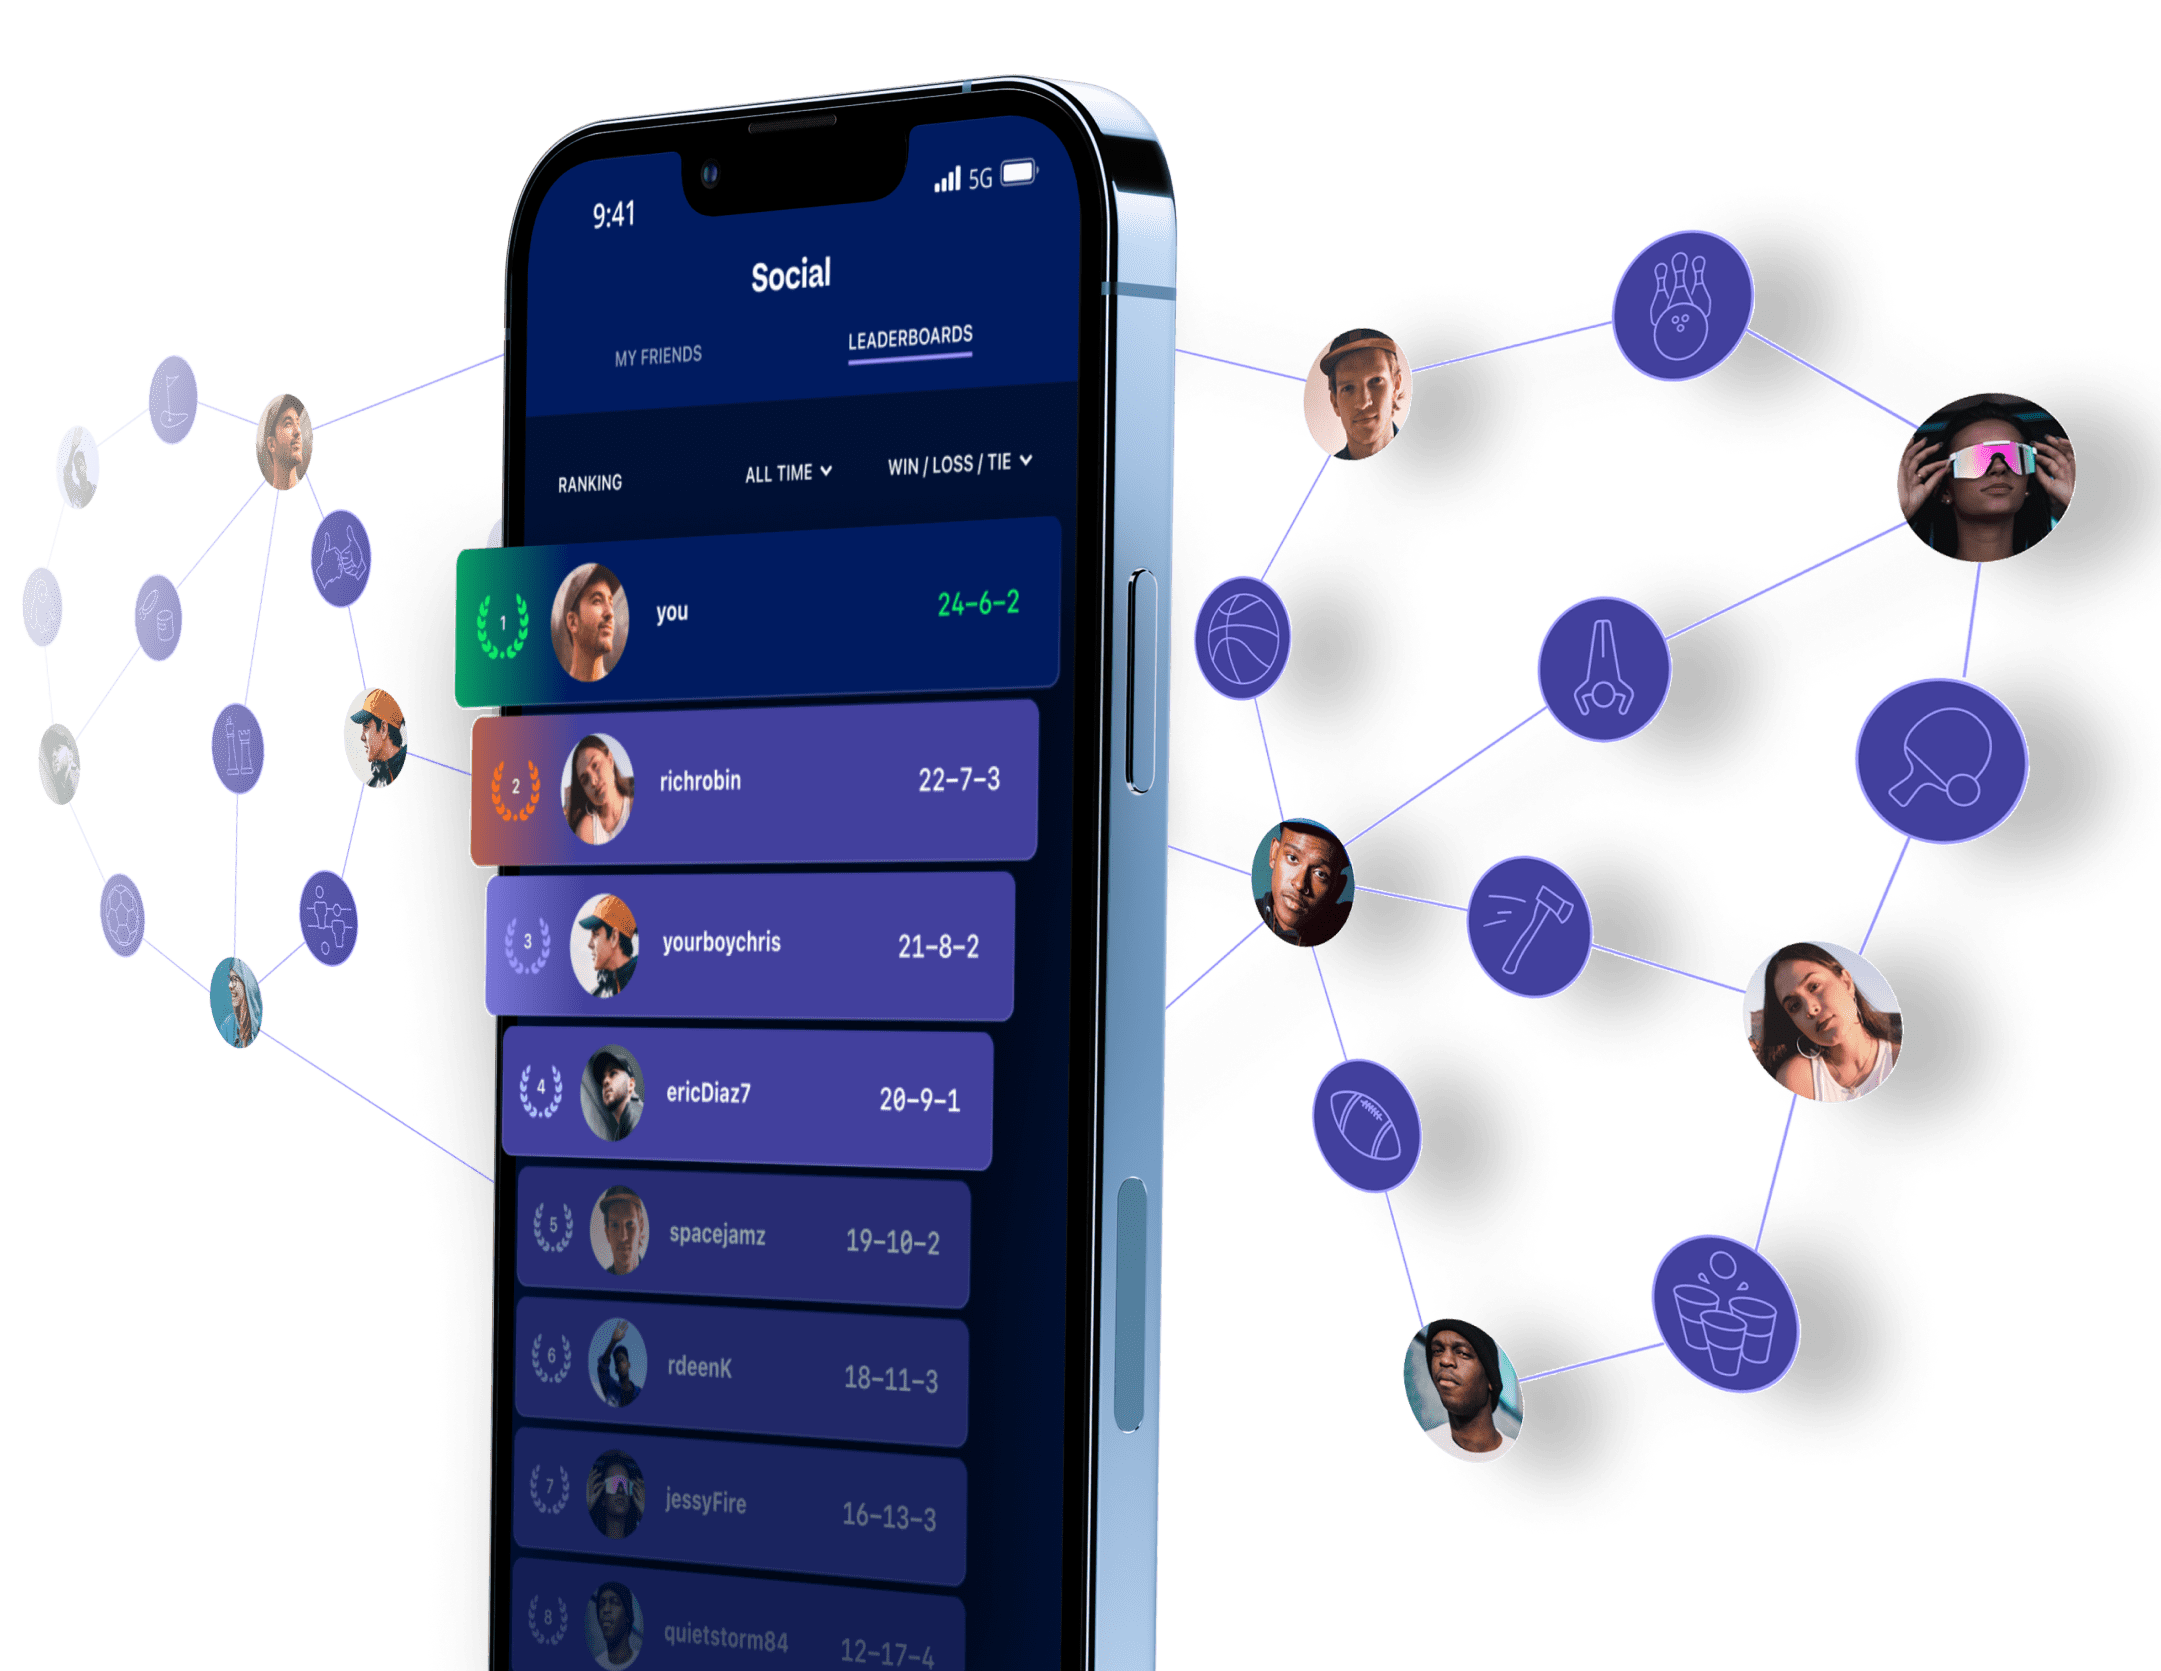 9:41
5G
Social
MY FRIENDS
LEADERBOARDS
RANKING
ALL TIME
WIN / LOSS / TIE
1 you 24-6-2
2 richrobin 22-7-3
3 yourboychris 21-8-2
4 ericDiaz7 20-9-1
5 spacejamz 19-10-2
6 rdeenK 18-11-3
7 jessyFire 16-13-3
8 quietstorm84 12-17-4